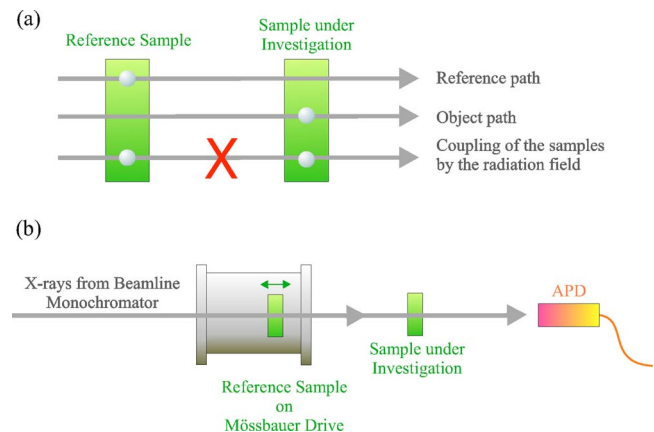 (a)
Reference Sample
Sample under
Investigation
Reference path
Object path
Coupling of the samples
by the radiation field
X
(b)
X-rays from Beamline
Monochromator
APD
Sample under
Investigation
Reference Sample
on
Mössbauer Drive